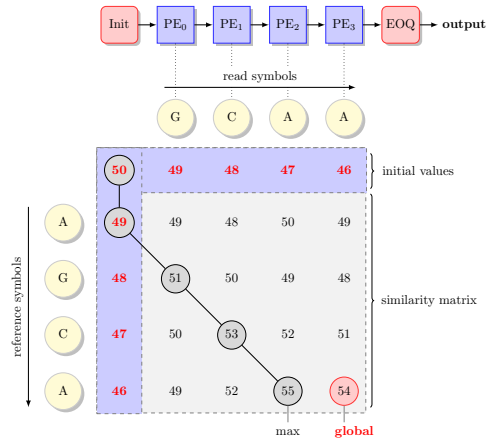 Init PE₀ PE₁ PE₂ PE₃ EOQ output
read symbols
G C A A
50 49 48 47 46 initial values
A 49 49 48 50 49
G 48 51 50 49 48
similarity matrix
C 47 50 53 52 51
A 46 49 52 55 54
reference symbols
max global